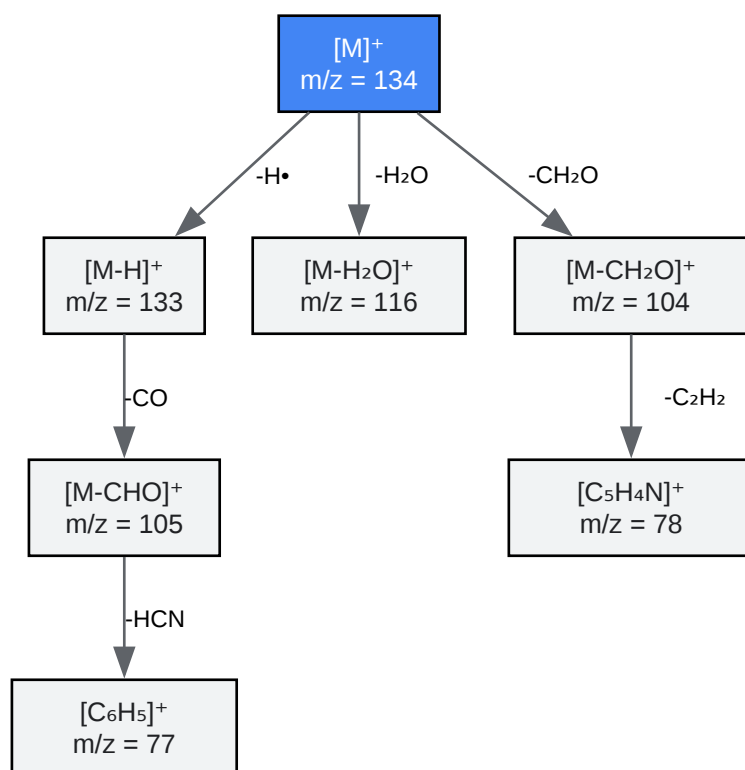 [M]⁺
m/z = 134
-H•
-H₂O
-CH₂O
[M-H]⁺
m/z = 133
[M-H₂O]⁺
m/z = 116
[M-CH₂O]⁺
m/z = 104
-CO
-C₂H₂
[M-CHO]⁺
m/z = 105
[C₅H₄N]⁺
m/z = 78
-HCN
[C₆H₅]⁺
m/z = 77